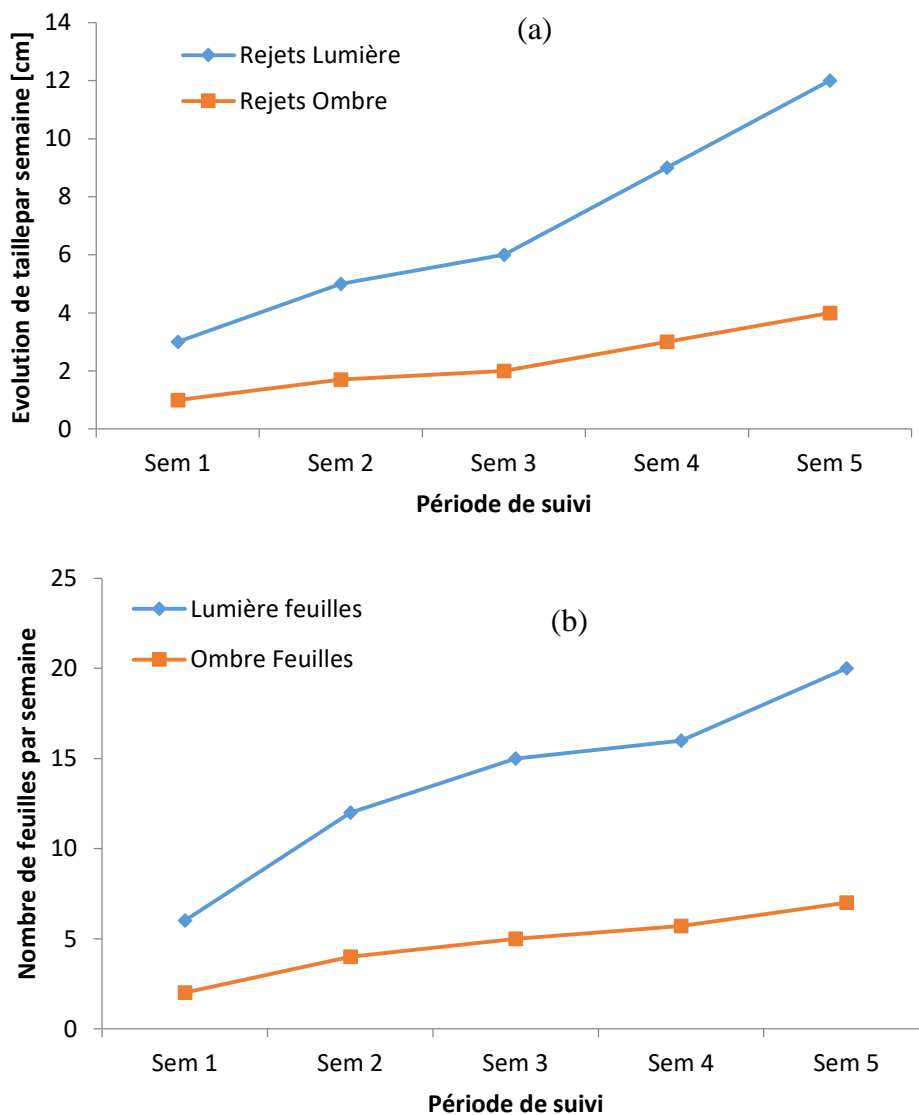 (a)
Rejets Lumière
Rejets Ombre
Evolution de taillepar semaine [cm]
14
12
10
8
6
4
2
0
Sem 1 Sem 2 Sem 3 Sem 4 Sem 5
Période de suivi
(b)
Lumière feuilles
Ombre Feuilles
Nombre de feuilles par semaine
25
20
15
10
5
0
Sem 1 Sem 2 Sem 3 Sem 4 Sem 5
Période de suivi